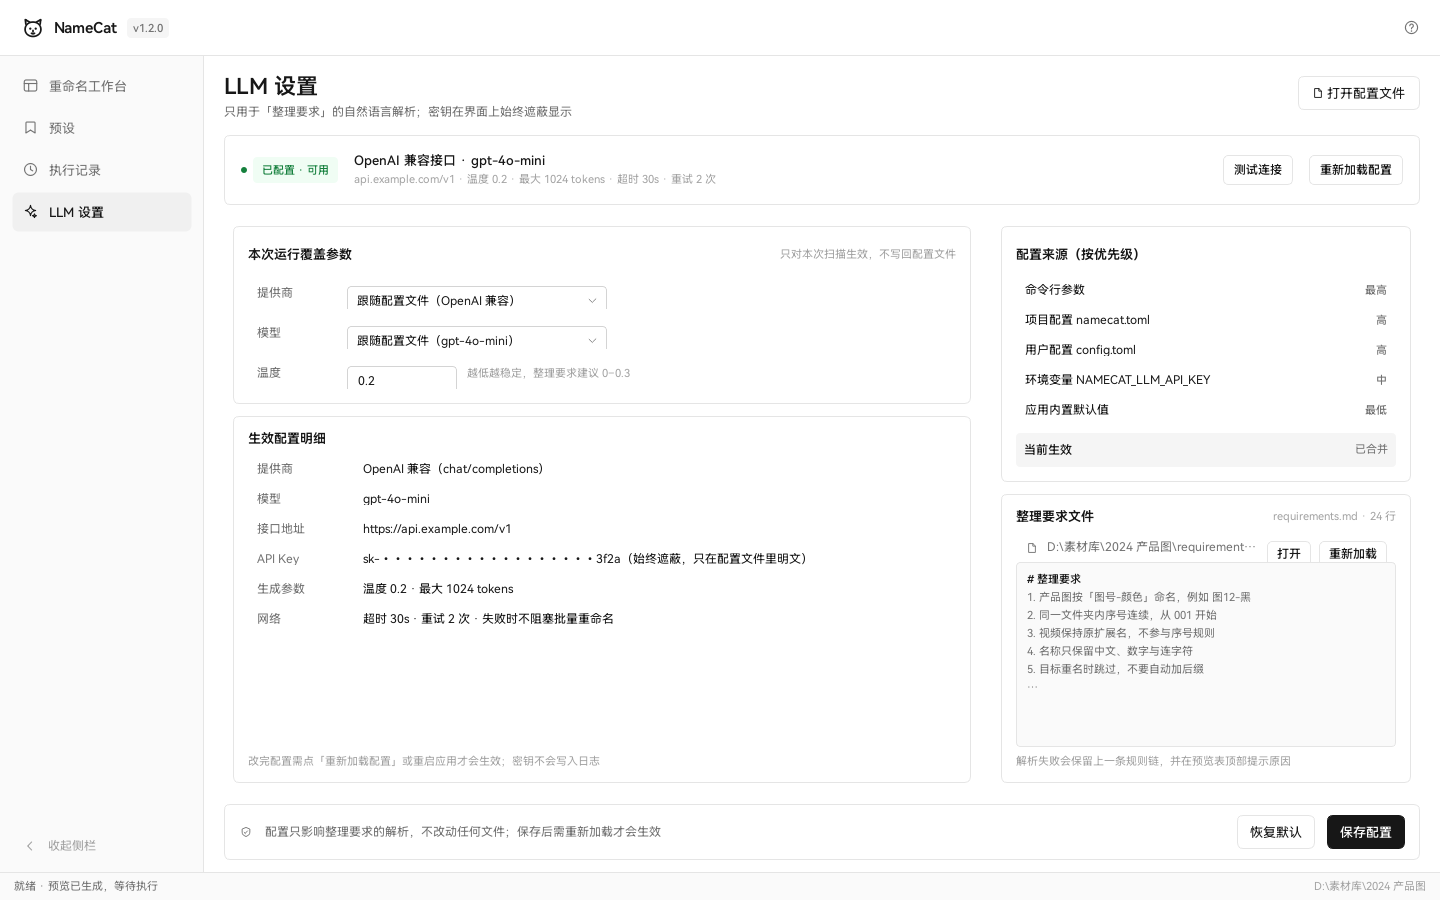 NameCat v1.2.0
重命名工作台
预设
执行记录
LLM 设置
收起侧栏
LLM 设置
只用于「整理要求」的自然语言解析；密钥在界面上始终遮蔽显示
打开配置文件
已配置 · 可用
OpenAI 兼容接口 · gpt-4o-mini
api.example.com/v1 · 温度 0.2 · 最大 1024 tokens · 超时 30s · 重试 2 次
测试连接
重新加载配置
本次运行覆盖参数
只对本次扫描生效，不写回配置文件
提供商
跟随配置文件（OpenAI 兼容）
模型
跟随配置文件（gpt-4o-mini）
温度
0.2
越低越稳定，整理要求建议 0-0.3
生效配置明细
提供商
OpenAI 兼容（chat/completions）
模型
gpt-4o-mini
接口地址
https://api.example.com/v1
API Key
sk-••••••••••••••••••3f2a（始终遮蔽，只在配置文件里明文）
生成参数
温度 0.2 · 最大 1024 tokens
网络
超时 30s · 重试 2 次 · 失败时不阻塞批量重命名
改完配置需点「重新加载配置」或重启应用才会生效；密钥不会写入日志
配置来源（按优先级）
命令行参数 最高
项目配置 namecat.toml 高
用户配置 config.toml 高
环境变量 NAMECAT_LLM_API_KEY 中
应用内置默认值 最低
当前生效 已合并
整理要求文件
requirements.md · 24 行
D:\素材库\2024 产品图\requirement…
打开
重新加载
# 整理要求
1. 产品图按「图号-颜色」命名，例如 图12-黑
2. 同一文件夹内序号连续，从 001 开始
3. 视频保持原扩展名，不参与序号规则
4. 名称只保留中文、数字与连字符
5. 目标重名时跳过，不要自动加后缀
…
解析失败会保留上一条规则链，并在预览表顶部提示原因
配置只影响整理要求的解析，不改动任何文件；保存后需重新加载才会生效
恢复默认
保存配置
就绪 · 预览已生成，等待执行
D:\素材库\2024 产品图